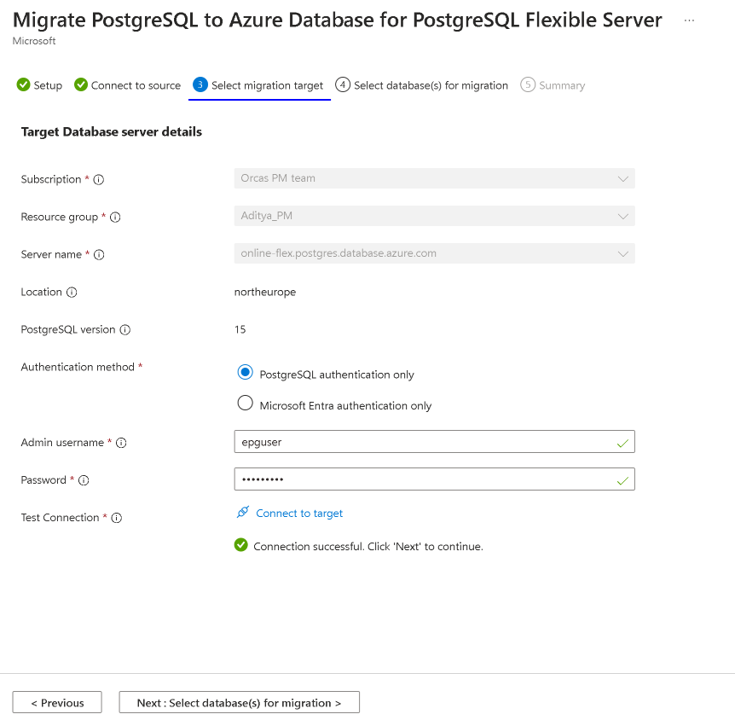 Migrate PostgreSQL to Azure Database for PostgreSQL Flexible Server ...
Microsoft
Setup Connect to source 3 Select migration target 4 Select database(s) for migration 5 Summary
Target Database server details
Subscription * Orcas PM team
Resource group * Aditya_PM
Server name * online-flex.postgres.database.azure.com
Location northeurope
PostgreSQL version 15
Authentication method *
PostgreSQL authentication only
Microsoft Entra authentication only
Admin username * epguser
Password * •••••••••
Test Connection * Connect to target
Connection successful. Click 'Next' to continue.
< Previous Next : Select database(s) for migration >